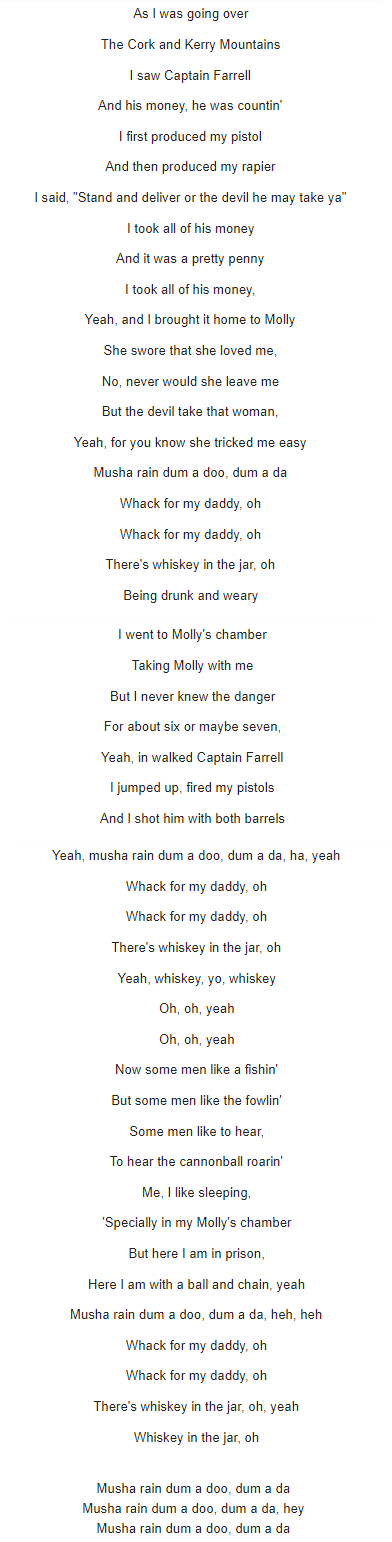 As I was going over
The Cork and Kerry Mountains
I saw Captain Farrell
And his money, he was countin'
I first produced my pistol
And then produced my rapier
I said, "Stand and deliver or the devil he may take ya"
I took all of his money
And it was a pretty penny
I took all of his money,
Yeah, and I brought it home to Molly
She swore that she loved me,
No, never would she leave me
But the devil take that woman,
Yeah, for you know she tricked me easy
Musha rain dum a doo, dum a da
Whack for my daddy, oh
Whack for my daddy, oh
There's whiskey in the jar, oh
Being drunk and weary
I went to Molly's chamber
Taking Molly with me
But I never knew the danger
For about six or maybe seven,
Yeah, in walked Captain Farrell
I jumped up, fired my pistols
And I shot him with both barrels
Yeah, musha rain dum a doo, dum a da, ha, yeah
Whack for my daddy, oh
Whack for my daddy, oh
There's whiskey in the jar, oh
Yeah, whiskey, yo, whiskey
Oh, oh, yeah
Oh, oh, yeah
Now some men like a fishin'
But some men like the fowlin'
Some men like to hear,
To hear the cannonball roarin'
Me, I like sleeping,
'Specially in my Molly's chamber
But here I am in prison,
Here I am with a ball and chain, yeah
Musha rain dum a doo, dum a da, heh, heh
Whack for my daddy, oh
Whack for my daddy, oh
There's whiskey in the jar, oh, yeah
Whiskey in the jar, oh
Musha rain dum a doo, dum a da
Musha rain dum a doo, dum a da, hey
Musha rain dum a doo, dum a da